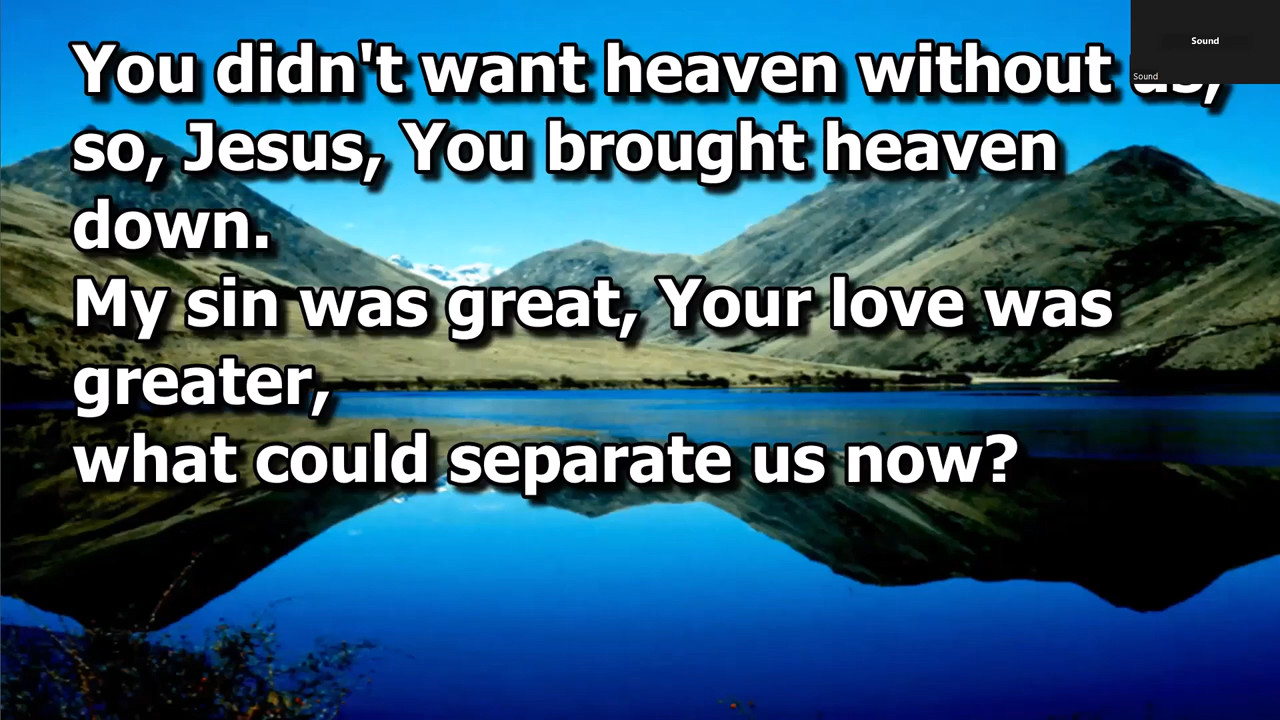 You didn't want heaven without us,
so, Jesus, You brought heaven
down.
My sin was great, Your love was
greater,
what could separate us now?
Sound
Sound